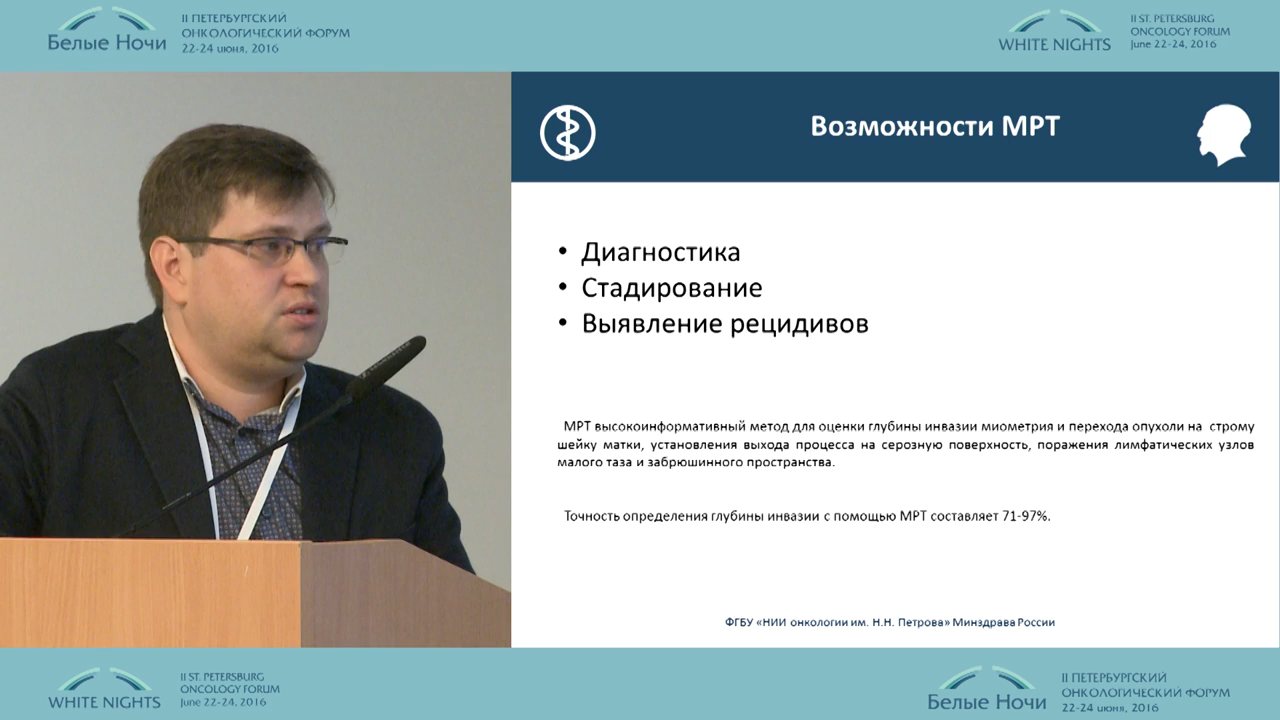 Белые Ночи
II ПЕТЕРБУРГСКИЙ
ОНКОЛОГИЧЕСКИЙ ФОРУМ
22-24 июня, 2016
WHITE NIGHTS
II ST. PETERSBURG
ONCOLOGY FORUM
June 22-24, 2016
Возможности МРТ
• Диагностика
• Стадирование
• Выявление рецидивов
МРТ высокоинформативный метод для оценки глубины инвазии миометрия и перехода опухоли на строму
шейку матки, установления выхода процесса на серозную поверхность, поражения лимфатических узлов
малого таза и забрюшинного пространства.
Точность определения глубины инвазии с помощью МРТ составляет 71-97%.
ФГБУ «НИИ онкологии им. Н.Н. Петрова» Минздрава России
WHITE NIGHTS
II ST. PETERSBURG
ONCOLOGY FORUM
June 22-24, 2016
Белые Ночи
II ПЕТЕРБУРГСКИЙ
ОНКОЛОГИЧЕСКИЙ ФОРУМ
22-24 июня, 2016